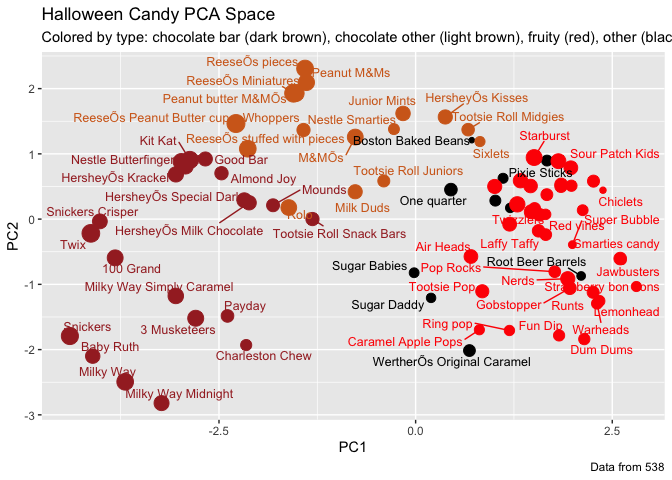 Halloween Candy PCA Space
Colored by type: chocolate bar (dark brown), chocolate other (light brown), fruity (red), other (blac
ReeseÕs pieces
Peanut M&Ms
ReeseÕs Miniatures
Peanut butter M&MÕs
Junior Mints
HersheyÕs Kisses
ReeseÕs Peanut Butter cup
Whoppers
Nestle Smarties
Tootsie Roll Midgies
Starburst
Kit Kat
ReeseÕs stuffed with pieces
Boston Baked Beans
M&MÕs
Sixlets
Sour Patch Kids
Nestle Butterfinger
Good Bar
HersheyÕs Krackel
Almond Joy
Tootsie Roll Juniors
Pixie Sticks
HersheyÕs Special Dark
Mounds
One quarter
Chiclets
Snickers Crisper
HersheyÕs Milk Chocolate
Rolo
Milk Duds
Twizzlers
Red vines
Super Bubble
Twix
Tootsie Roll Snack Bars
Air Heads
Laffy Taffy
Smarties candy
100 Grand
Sugar Babies
Pop Rocks
Root Beer Barrels
Jawbusters
Milky Way Simply Caramel
Tootsie Pop
Nerds
Strawberry bon bons
Payday
Sugar Daddy
Gobstopper
Runts
Lemonhead
Snickers
3 Musketeers
Ring pop
Fun Dip
Warheads
Baby Ruth
Charleston Chew
Caramel Apple Pops
Dum Dums
Milky Way
WertherÕs Original Caramel
Milky Way Midnight
2
1
0
-1
-2
-3
PC2
-2.5
0.0
2.5
PC1
Data from 538